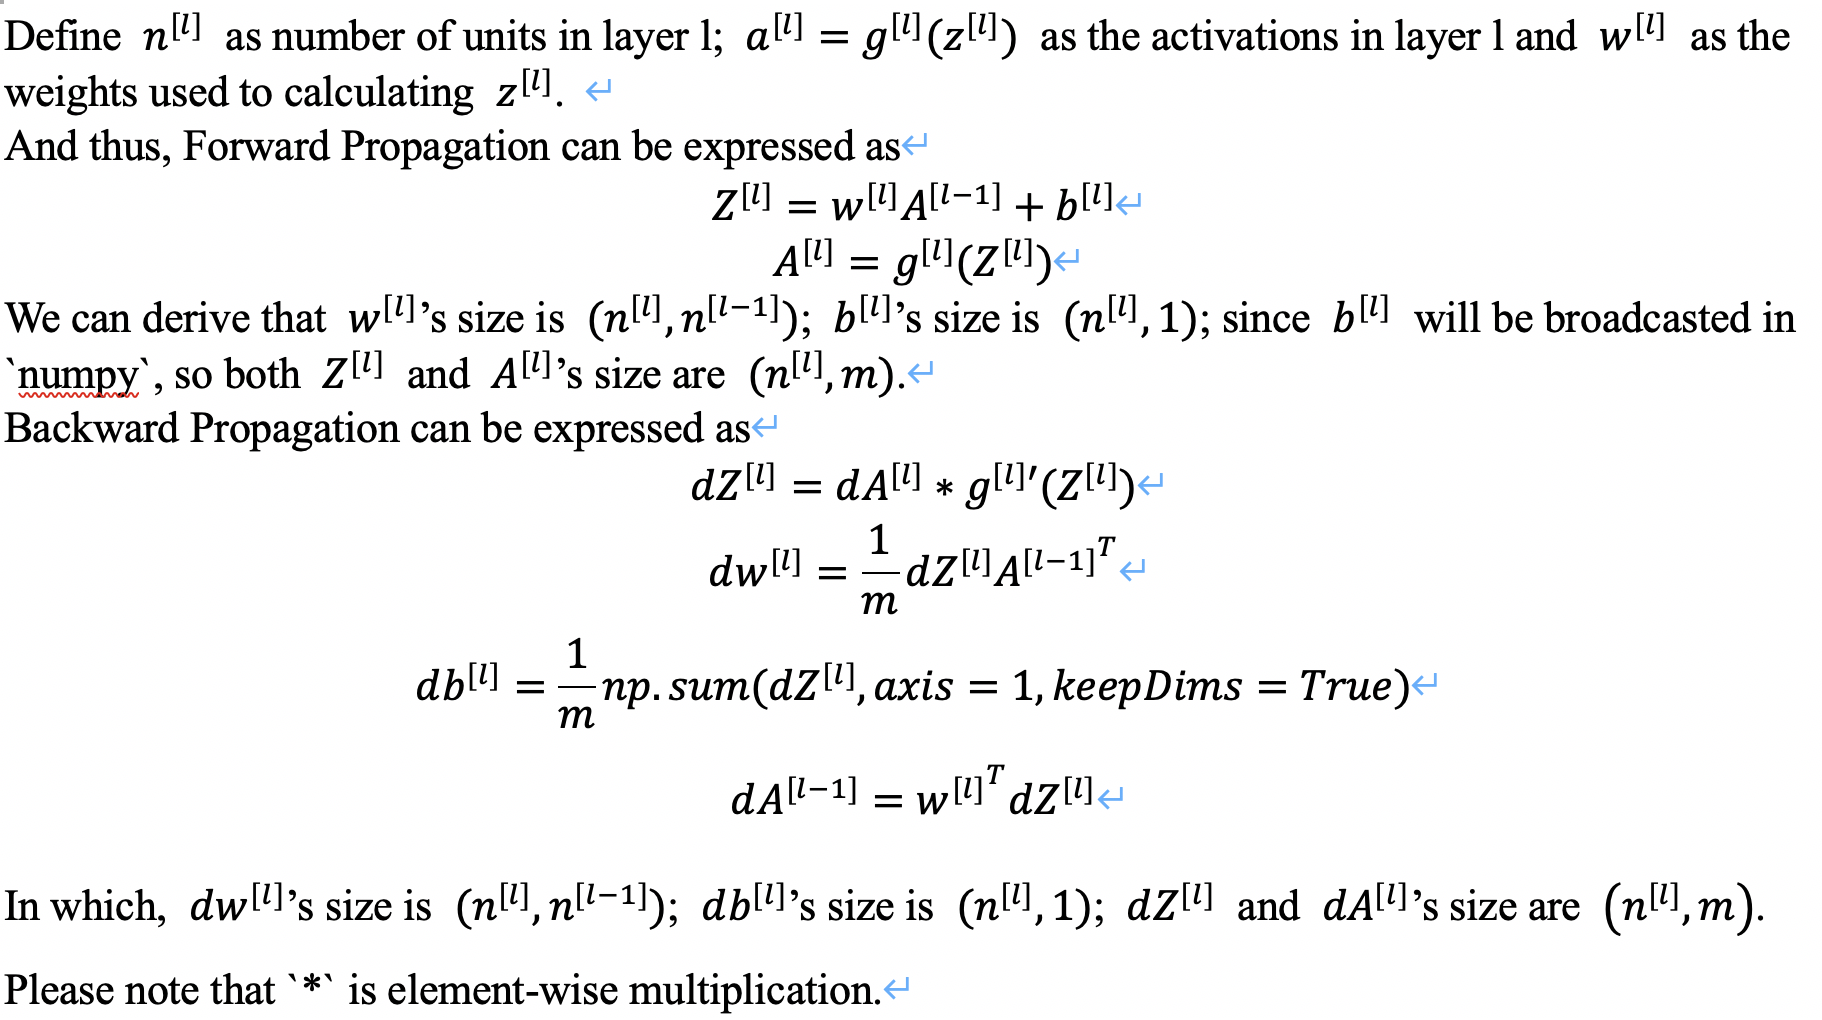 Define n^[l] as number of units in layer l; a^[l] = g^[l](z^[l]) as the activations in layer l and w^[l] as the
weights used to calculating z^[l]. ↵
And thus, Forward Propagation can be expressed as↵
Z^[l] = w^[l]A^[l−1] + b^[l]↵
A^[l] = g^[l](Z^[l])↵
We can derive that w^[l]’s size is (n^[l], n^[l−1]); b^[l]’s size is (n^[l], 1); since b^[l] will be broadcasted in
`numpy`, so both Z^[l] and A^[l]’s size are (n^[l], m).↵
Backward Propagation can be expressed as↵
dZ^[l] = dA^[l] * g^[l]′(Z^[l])↵
dw^[l] = \frac{1}{m} dZ^[l]A^[l−1]^T↵
db^[l] = \frac{1}{m} np.sum(dZ^[l], axis = 1, keepDims = True)↵
dA^[l−1] = w^[l]^T dZ^[l]↵
In which, dw^[l]’s size is (n^[l], n^[l−1]); db^[l]’s size is (n^[l], 1); dZ^[l] and dA^[l]’s size are (n^[l], m).
Please note that `*` is element-wise multiplication.↵